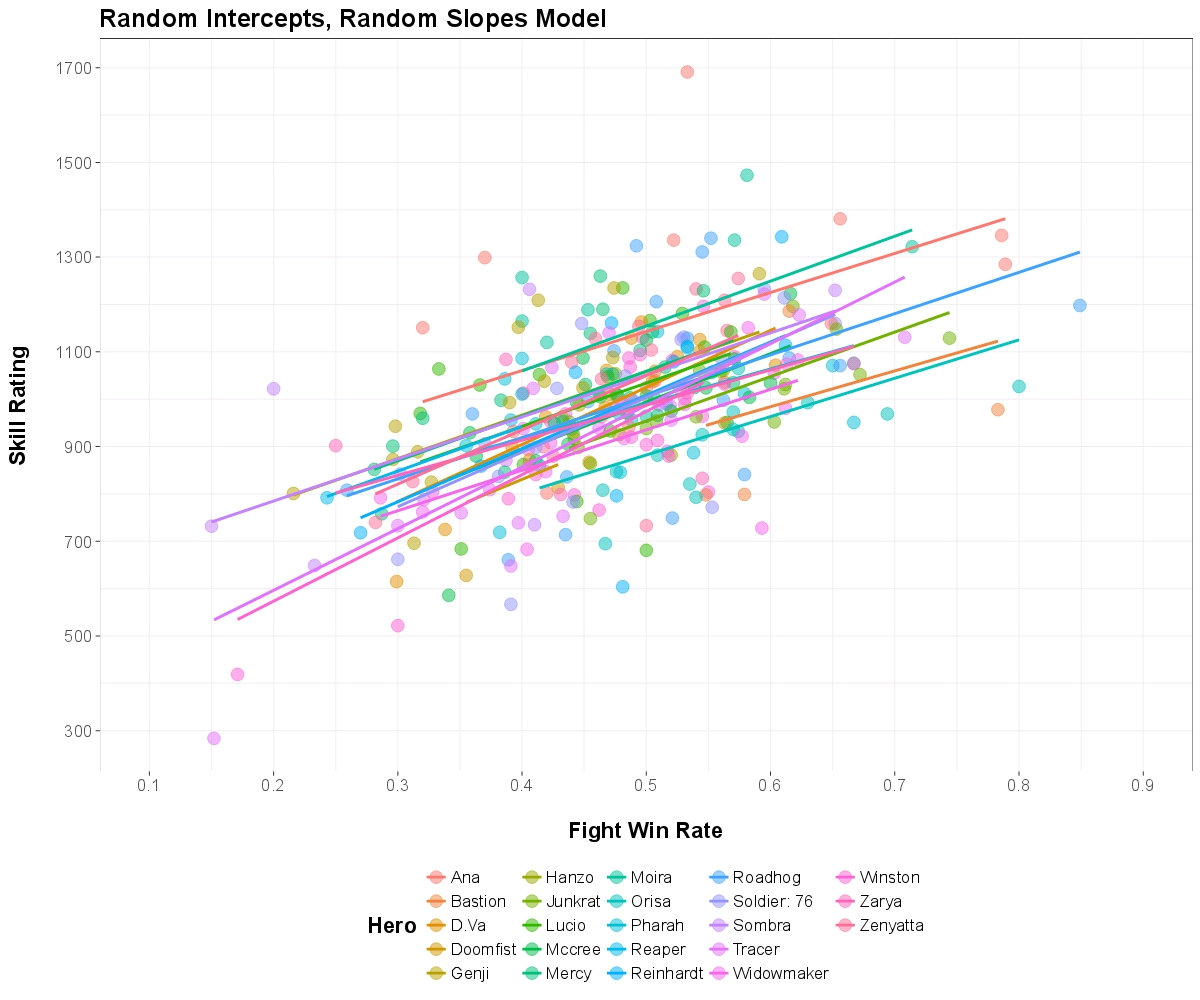 Random Intercepts, Random Slopes Model
1700
1500
1300
1100
900
700
500
300
Skill Rating
0.1 0.2 0.3 0.4 0.5 0.6 0.7 0.8 0.9
Fight Win Rate
Hero
Ana Hanzo Moira Roadhog Winston
Bastion Junkrat Orisa Soldier: 76 Zarya
D.Va Lucio Pharah Sombra Zenyatta
Doomfist Mccree Reaper Tracer
Genji Mercy Reinhardt Widowmaker